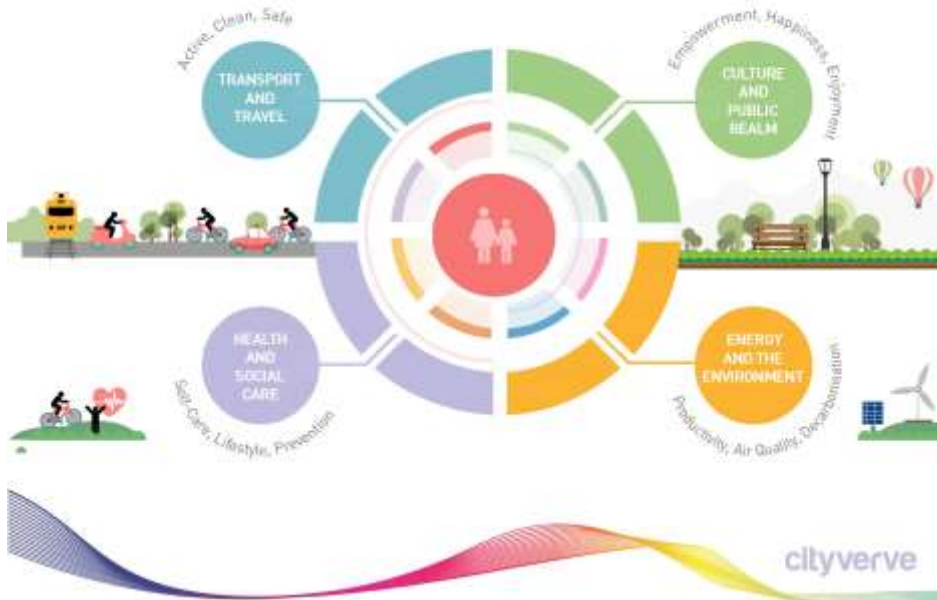 Active, Clean, Safe
TRANSPORT
AND
TRAVEL
Empowerment, Happiness, Enjoyment
CULTURE
AND
PUBLIC
REALM
HEALTH
AND
SOCIAL
CARE
Self-Care, Lifestyle, Prevention
ENERGY
AND THE
ENVIRONMENT
Productivity, Air Quality, Decarbonisation
cityverve